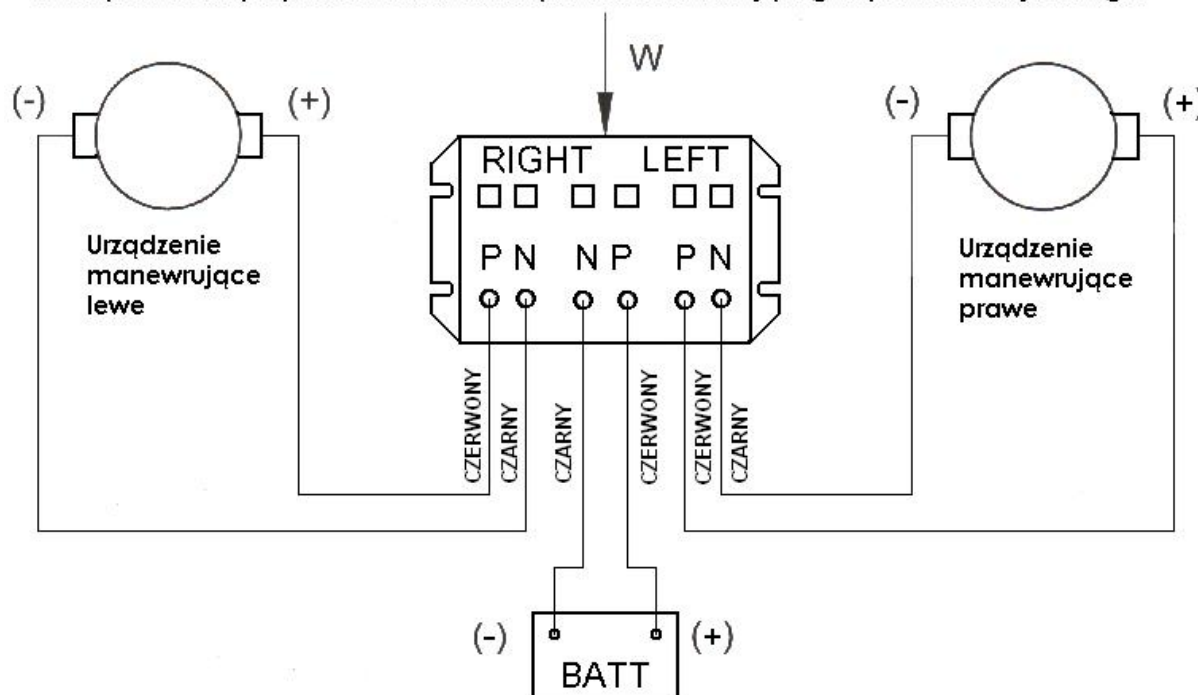 W
(-) (+) (-) (+)
RIGHT LEFT
Urządzenie
manewrujące
lewe
P N N P P N
Urządzenie
manewrujące
prawe
CZERWONY
CZARNY
CZARNY
CZERWONY
CZERWONY
CZARNY
(-) (+)
BATT